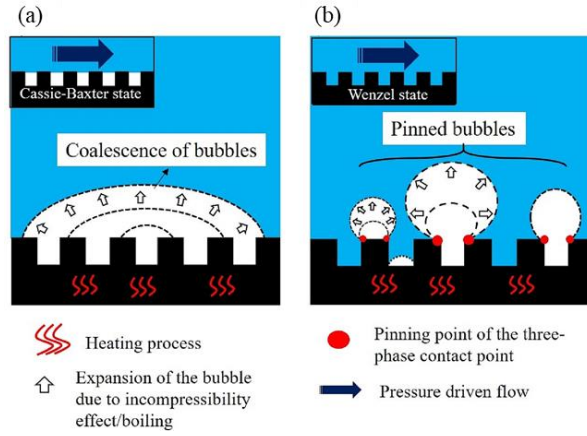 (a)
Cassie-Baxter state
Coalescence of bubbles
(b)
Wenzel state
Pinned bubbles
Heating process
Expansion of the bubble
due to incompressibility
effect/boiling
Pinning point of the three-
phase contact point
Pressure driven flow